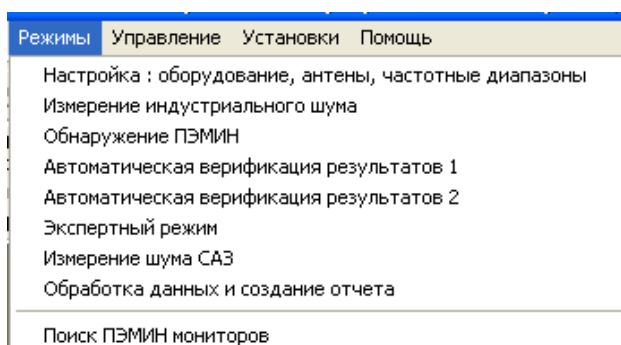 Режимы Управление Установки Помощь
Настройка : оборудование, антены, частотные диапазоны
Измерение индустриального шума
Обнаружение ПЭМИН
Автоматическая верификация результатов 1
Автоматическая верификация результатов 2
Экспертный режим
Измерение шума САЗ
Обработка данных и создание отчета
Поиск ПЭМИН мониторов